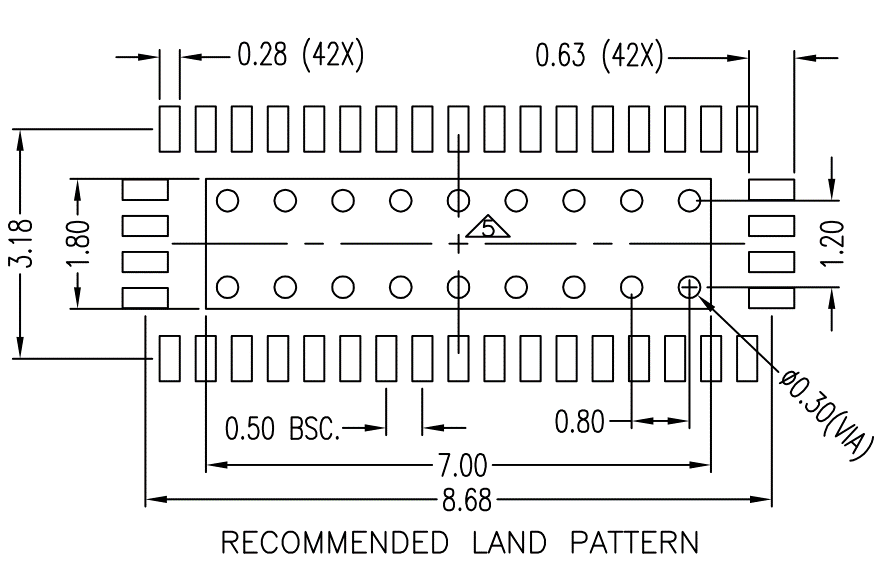 0.28 (42X)
0.63 (42X)
3.18
1.80
5
1.20
ø0.30(VIA)
0.50 BSC.
0.80
7.00
8.68
RECOMMENDED LAND PATTERN